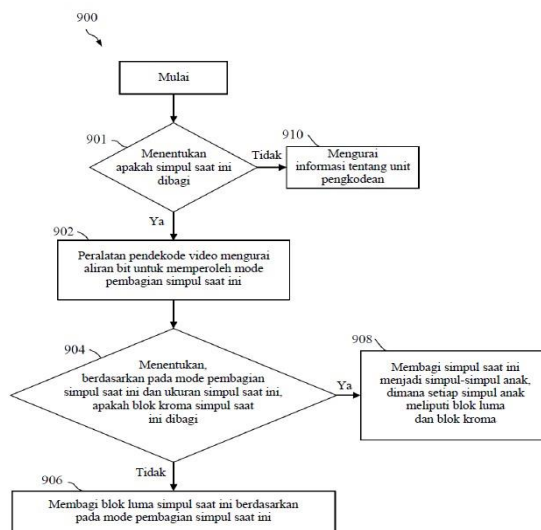 900
Mulai
901
Menentukan
apakah simpul saat ini
dibagi
Tidak
910
Mengurai
informasi tentang unit
pengkodean
Ya
902
Peralatan pendekode video mengurai
aliran bit untuk memperoleh mode
pembagian simpul saat ini
904
Menentukan,
berdasarkan pada mode pembagian
simpul saat ini dan ukuran simpul saat ini,
apakah blok kroma simpul saat
ini dibagi
Ya
908
Membagi simpul saat ini
menjadi simpul-simpul anak,
dimana setiap simpul anak
meliputi blok luma
dan blok kroma
Tidak
906
Membagi blok luma simpul saat ini berdasarkan
pada mode pembagian simpul saat ini